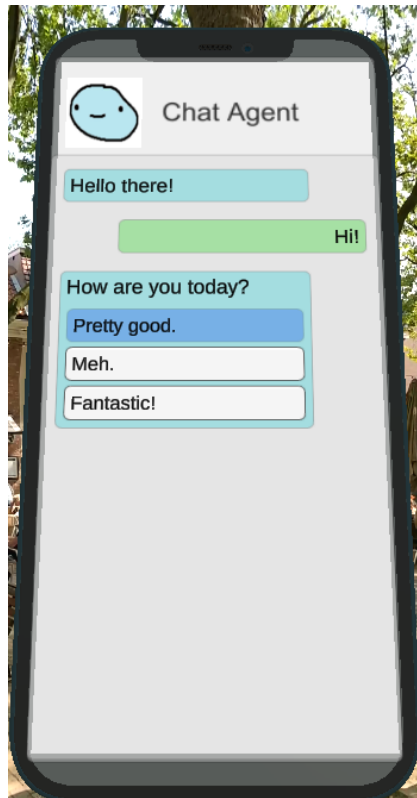 Chat Agent
Hello there!
Hi!
How are you today?
Pretty good.
Meh.
Fantastic!